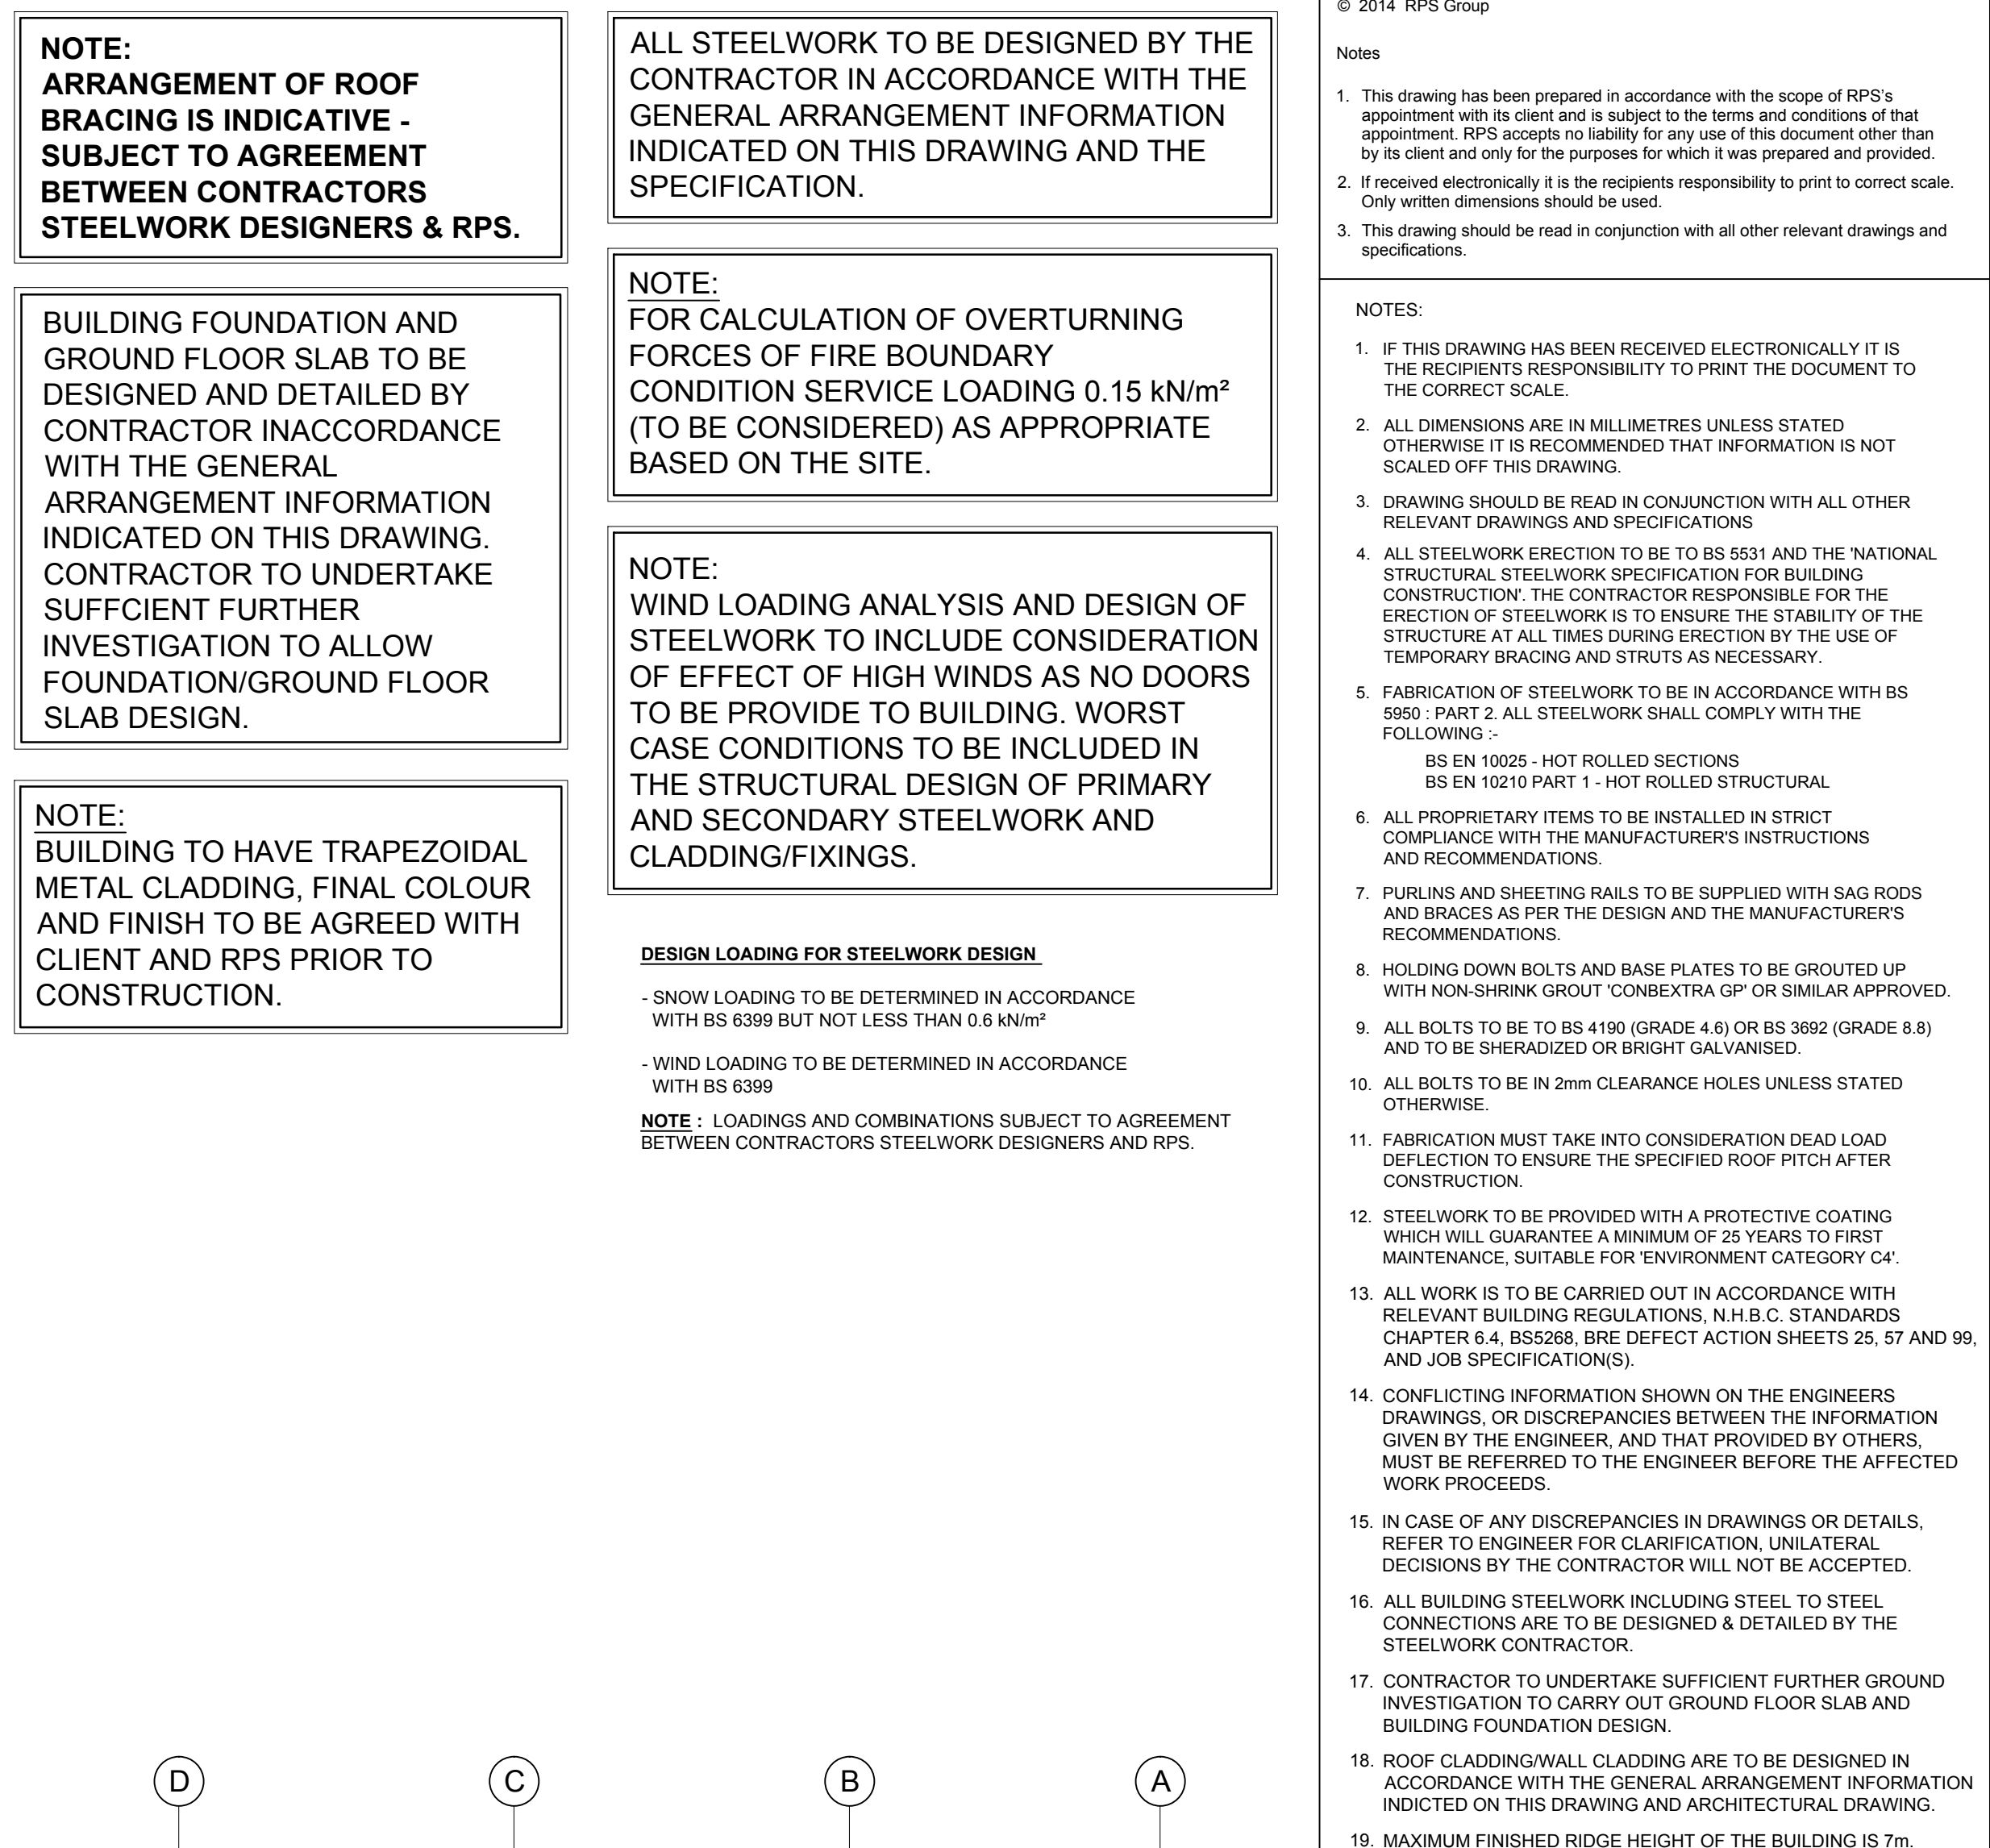 NOTE:
ARRANGEMENT OF ROOF
BRACING IS INDICATIVE -
SUBJECT TO AGREEMENT
BETWEEN CONTRACTORS
STEELWORK DESIGNERS & RPS.
BUILDING FOUNDATION AND
GROUND FLOOR SLAB TO BE
DESIGNED AND DETAILED BY
CONTRACTOR INACCORDANCE
WITH THE GENERAL
ARRANGEMENT INFORMATION
INDICATED ON THIS DRAWING.
CONTRACTOR TO UNDERTAKE
SUFFCIENT FURTHER
INVESTIGATION TO ALLOW
FOUNDATION/GROUND FLOOR
SLAB DESIGN.
NOTE:
BUILDING TO HAVE TRAPEZOIDAL
METAL CLADDING, FINAL COLOUR
AND FINISH TO BE AGREED WITH
CLIENT AND RPS PRIOR TO
CONSTRUCTION.
ALL STEELWORK TO BE DESIGNED BY THE
CONTRACTOR IN ACCORDANCE WITH THE
GENERAL ARRANGEMENT INFORMATION
INDICATED ON THIS DRAWING AND THE
SPECIFICATION.
NOTE:
FOR CALCULATION OF OVERTURNING
FORCES OF FIRE BOUNDARY
CONDITION SERVICE LOADING 0.15 kN/m²
(TO BE CONSIDERED) AS APPROPRIATE
BASED ON THE SITE.
NOTE:
WIND LOADING ANALYSIS AND DESIGN OF
STEELWORK TO INCLUDE CONSIDERATION
OF EFFECT OF HIGH WINDS AS NO DOORS
TO BE PROVIDE TO BUILDING. WORST
CASE CONDITIONS TO BE INCLUDED IN
THE STRUCTURAL DESIGN OF PRIMARY
AND SECONDARY STEELWORK AND
CLADDING/FIXINGS.
DESIGN LOADING FOR STEELWORK DESIGN
- SNOW LOADING TO BE DETERMINED IN ACCORDANCE
WITH BS 6399 BUT NOT LESS THAN 0.6 kN/m²
- WIND LOADING TO BE DETERMINED IN ACCORDANCE
WITH BS 6399
NOTE : LOADINGS AND COMBINATIONS SUBJECT TO AGREEMENT
BETWEEN CONTRACTORS STEELWORK DESIGNERS AND RPS.
D C B A
© 2014 RPS Group
Notes
1. This drawing has been prepared in accordance with the scope of RPS's
appointment with its client and is subject to the terms and conditions of that
appointment. RPS accepts no liability for any use of this document other than
by its client and only for the purposes for which it was prepared and provided.
2. If received electronically it is the recipients responsibility to print to correct scale.
Only written dimensions should be used.
3. This drawing should be read in conjunction with all other relevant drawings and
specifications.
NOTES:
1. IF THIS DRAWING HAS BEEN RECEIVED ELECTRONICALLY IT IS
THE RECIPIENTS RESPONSIBILITY TO PRINT THE DOCUMENT TO
THE CORRECT SCALE.
2. ALL DIMENSIONS ARE IN MILLIMETRES UNLESS STATED
OTHERWISE IT IS RECOMMENDED THAT INFORMATION IS NOT
SCALED OFF THIS DRAWING.
3. DRAWING SHOULD BE READ IN CONJUNCTION WITH ALL OTHER
RELEVANT DRAWINGS AND SPECIFICATIONS
4. ALL STEELWORK ERECTION TO BE TO BS 5531 AND THE 'NATIONAL
STRUCTURAL STEELWORK SPECIFICATION FOR BUILDING
CONSTRUCTION'. THE CONTRACTOR RESPONSIBLE FOR THE
ERECTION OF STEELWORK IS TO ENSURE THE STABILITY OF THE
STRUCTURE AT ALL TIMES DURING ERECTION BY THE USE OF
TEMPORARY BRACING AND STRUTS AS NECESSARY.
5. FABRICATION OF STEELWORK TO BE IN ACCORDANCE WITH BS
5950 : PART 2. ALL STEELWORK SHALL COMPLY WITH THE
FOLLOWING :-
BS EN 10025 - HOT ROLLED SECTIONS
BS EN 10210 PART 1 - HOT ROLLED STRUCTURAL
6. ALL PROPRIETARY ITEMS TO BE INSTALLED IN STRICT
COMPLIANCE WITH THE MANUFACTURER'S INSTRUCTIONS
AND RECOMMENDATIONS.
7. PURLINS AND SHEETING RAILS TO BE SUPPLIED WITH SAG RODS
AND BRACES AS PER THE DESIGN AND THE MANUFACTURER'S
RECOMMENDATIONS.
8. HOLDING DOWN BOLTS AND BASE PLATES TO BE GROUTED UP
WITH NON-SHRINK GROUT 'CONBEXTRA GP' OR SIMILAR APPROVED.
9. ALL BOLTS TO BE TO BS 4190 (GRADE 4.6) OR BS 3692 (GRADE 8.8)
AND TO BE SHERADIZED OR BRIGHT GALVANISED.
10. ALL BOLTS TO BE IN 2mm CLEARANCE HOLES UNLESS STATED
OTHERWISE.
11. FABRICATION MUST TAKE INTO CONSIDERATION DEAD LOAD
DEFLECTION TO ENSURE THE SPECIFIED ROOF PITCH AFTER
CONSTRUCTION.
12. STEELWORK TO BE PROVIDED WITH A PROTECTIVE COATING
WHICH WILL GUARANTEE A MINIMUM OF 25 YEARS TO FIRST
MAINTENANCE, SUITABLE FOR 'ENVIRONMENT CATEGORY C4'.
13. ALL WORK IS TO BE CARRIED OUT IN ACCORDANCE WITH
RELEVANT BUILDING REGULATIONS, N.H.B.C. STANDARDS
CHAPTER 6.4, BS5268, BRE DEFECT ACTION SHEETS 25, 57 AND 99,
AND JOB SPECIFICATION(S).
14. CONFLICTING INFORMATION SHOWN ON THE ENGINEERS
DRAWINGS, OR DISCREPANCIES BETWEEN THE INFORMATION
GIVEN BY THE ENGINEER, AND THAT PROVIDED BY OTHERS,
MUST BE REFERRED TO THE ENGINEER BEFORE THE AFFECTED
WORK PROCEEDS.
15. IN CASE OF ANY DISCREPANCIES IN DRAWINGS OR DETAILS,
REFER TO ENGINEER FOR CLARIFICATION, UNILATERAL
DECISIONS BY THE CONTRACTOR WILL NOT BE ACCEPTED.
16. ALL BUILDING STEELWORK INCLUDING STEEL TO STEEL
CONNECTIONS ARE TO BE DESIGNED & DETAILED BY THE
STEELWORK CONTRACTOR.
17. CONTRACTOR TO UNDERTAKE SUFFICIENT FURTHER GROUND
INVESTIGATION TO CARRY OUT GROUND FLOOR SLAB AND
BUILDING FOUNDATION DESIGN.
18. ROOF CLADDING/WALL CLADDING ARE TO BE DESIGNED IN
ACCORDANCE WITH THE GENERAL ARRANGEMENT INFORMATION
INDICTED ON THIS DRAWING AND ARCHITECTURAL DRAWING.
19. MAXIMUM FINISHED RIDGE HEIGHT OF THE BUILDING IS 7m.